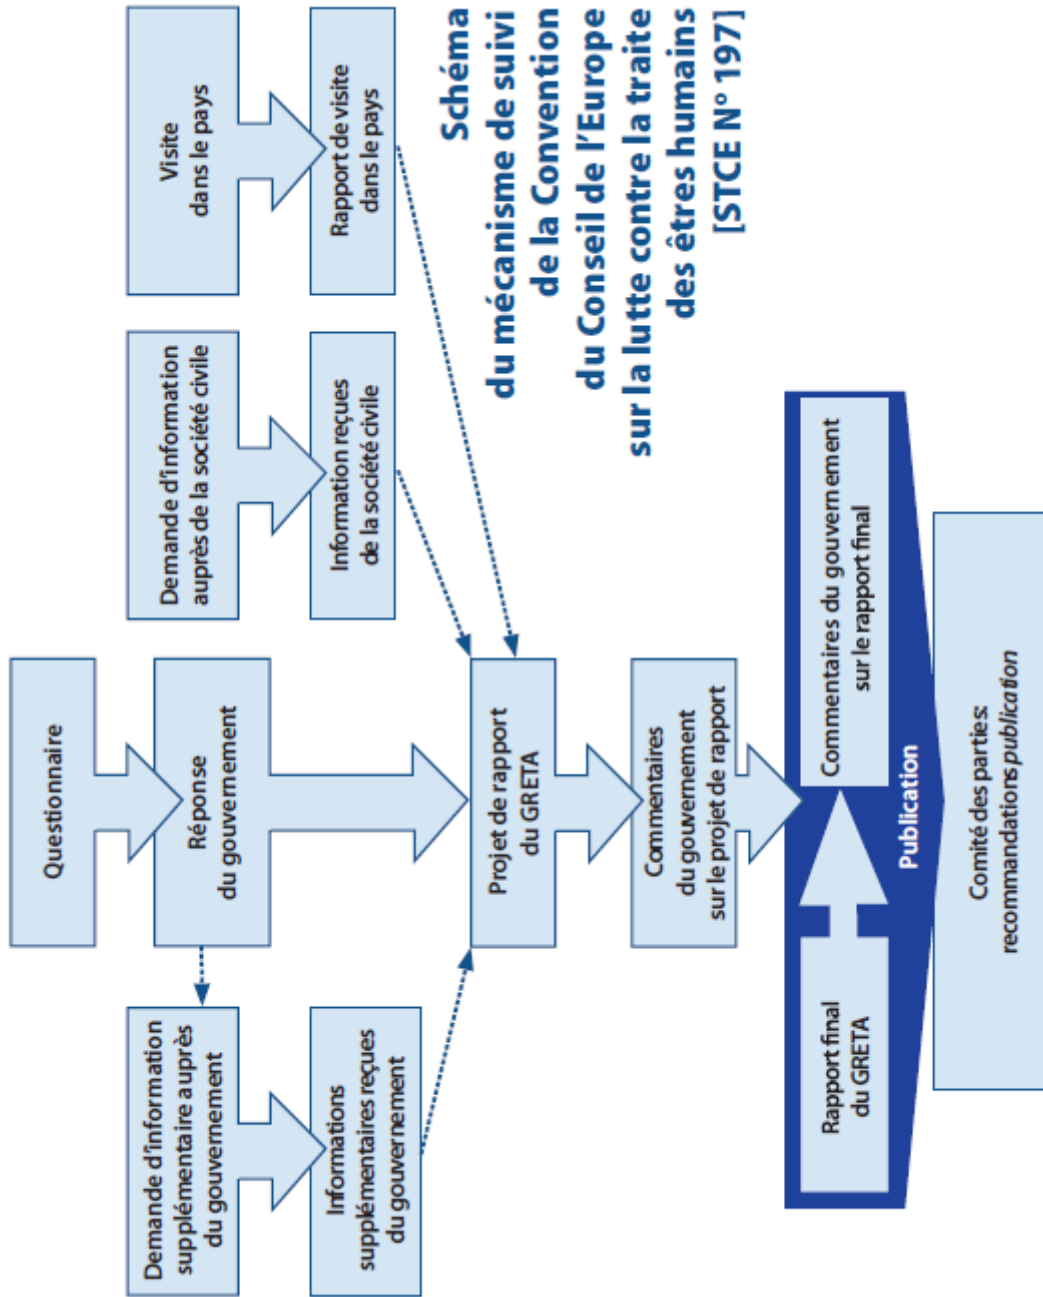 Schéma
du mécanisme de suivi
de la Convention
du Conseil de l'Europe
sur la lutte contre la traite
des êtres humains
[STCE N° 197]
Questionnaire
Réponse
du gouvernement
Demande d'information
supplémentaire auprès
du gouvernement
Informations
supplémentaires reçues
du gouvernement
Demande d'information
auprès de la société civile
Information reçues
de la société civile
Visite
dans le pays
Rapport de visite
dans le pays
Projet de rapport
du GRETA
Commentaires
du gouvernement
sur le projet de rapport
Rapport final
du GRETA
Commentaires du gouvernement
sur le rapport final
Publication
Comité des parties:
recommandations publication